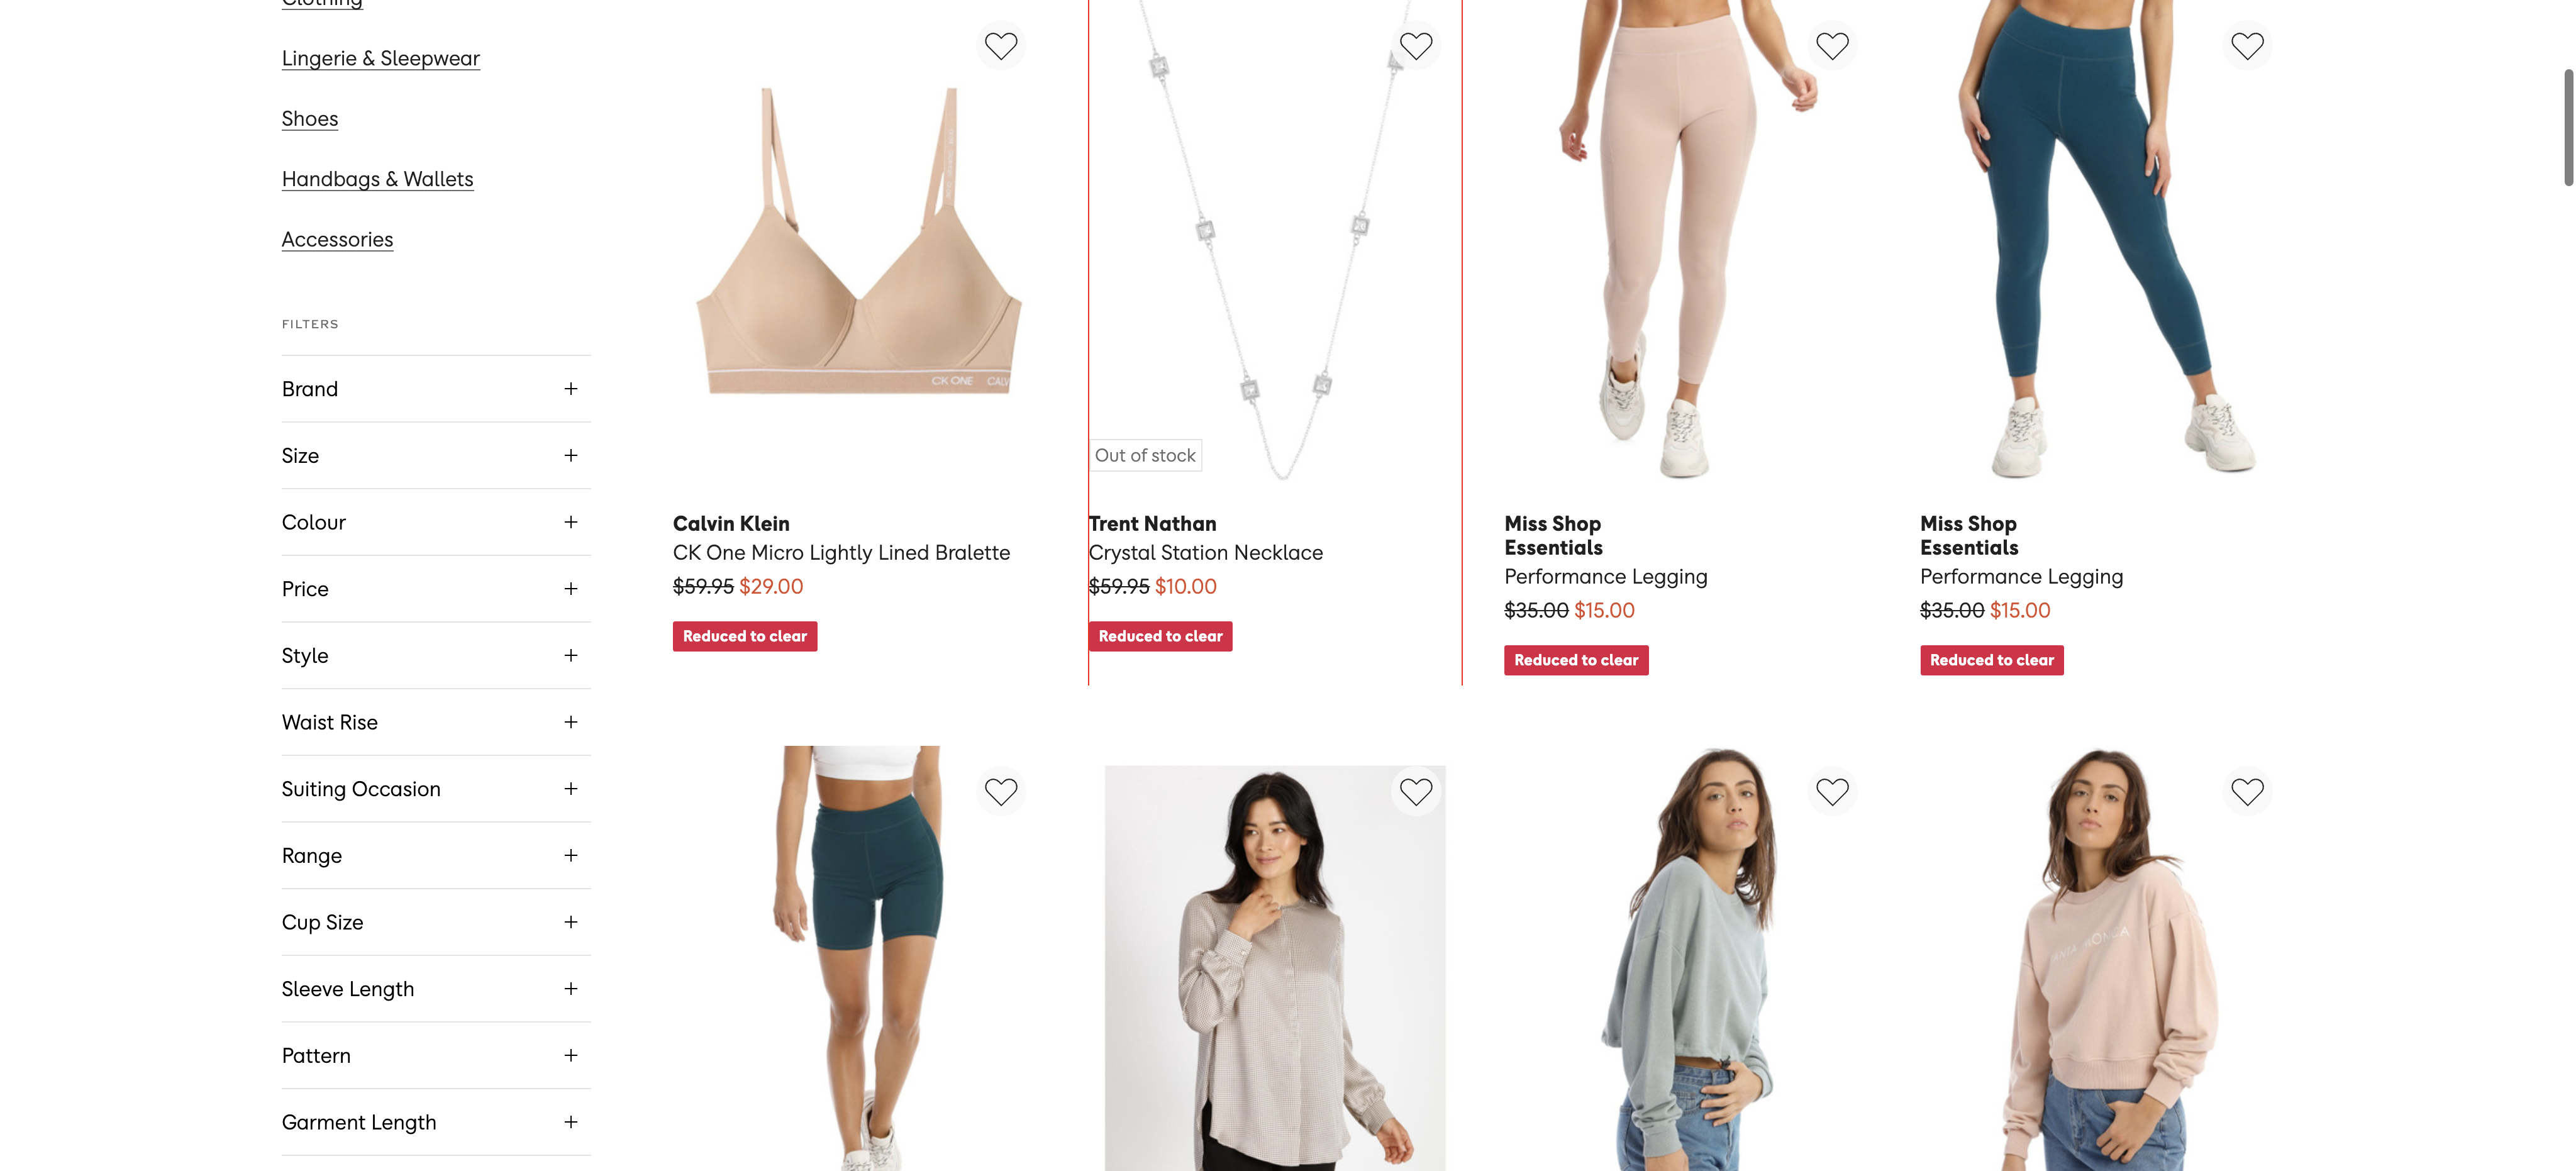 Clothing
Lingerie & Sleepwear
Shoes
Handbags & Wallets
Accessories
FILTERS
Brand
Size
Colour
Price
Style
Waist Rise
Suiting Occasion
Range
Cup Size
Sleeve Length
Pattern
Garment Length
CK ONE
Calvin Klein
CK One Micro Lightly Lined Bralette
$59.95 $29.00
Reduced to clear
Out of stock
Trent Nathan
Crystal Station Necklace
$59.95 $10.00
Reduced to clear
Miss Shop
Essentials
Performance Legging
$35.00 $15.00
Reduced to clear
Miss Shop
Essentials
Performance Legging
$35.00 $15.00
Reduced to clear